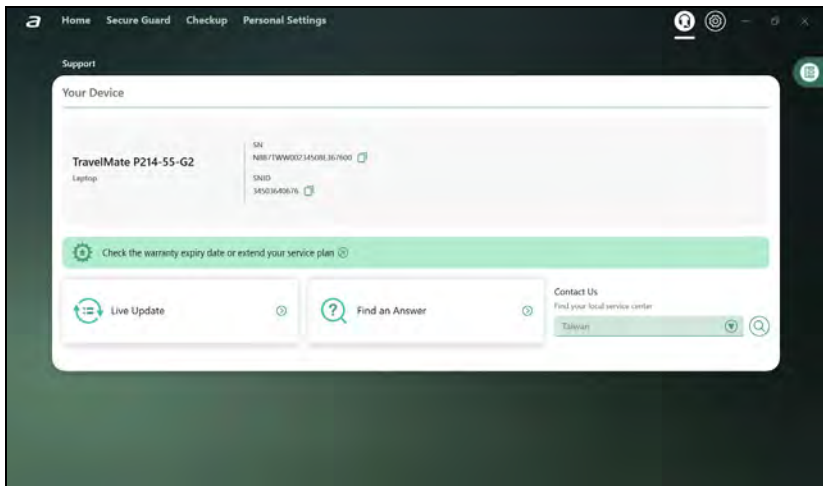 a Home Secure Guard Checkup Personal Settings
Support
Your Device
TravelMate P214-55-G2
Laptop
SN
SNID
34503640676
Check the warranty expiry date or extend your service plan
Live Update
Find an Answer
Contact Us
Find your local service center
Taiwan